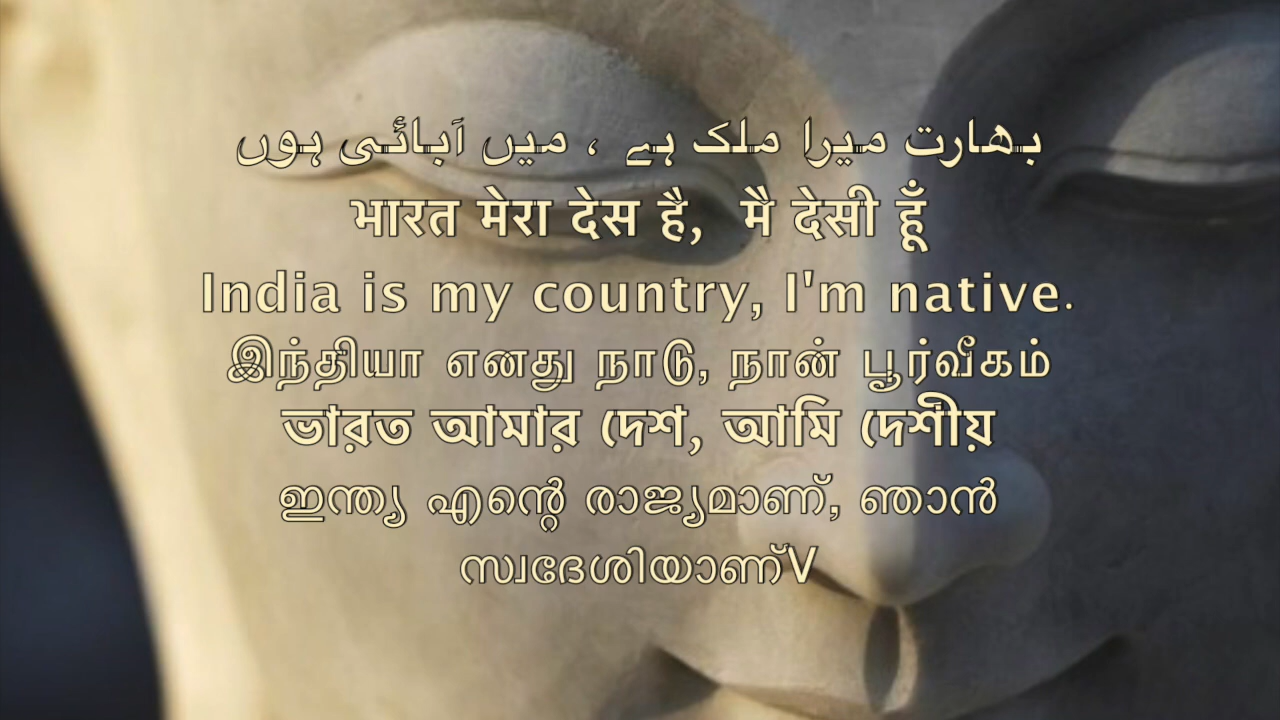 بھارت میرا ملک ہے ، میں آبائی ہوں
भारत मेरा देस है, मै देसी हूँ
India is my country, I'm native.
இந்தியா எனது நாடு, நான் பூர்வீகம்
ভারত আমার দেশ, আমি দেশীয়
ഇന്ത്യ എന്റെ രാജ്യമാണ്, ഞാൻ
സ്വദേശിയാണ്V